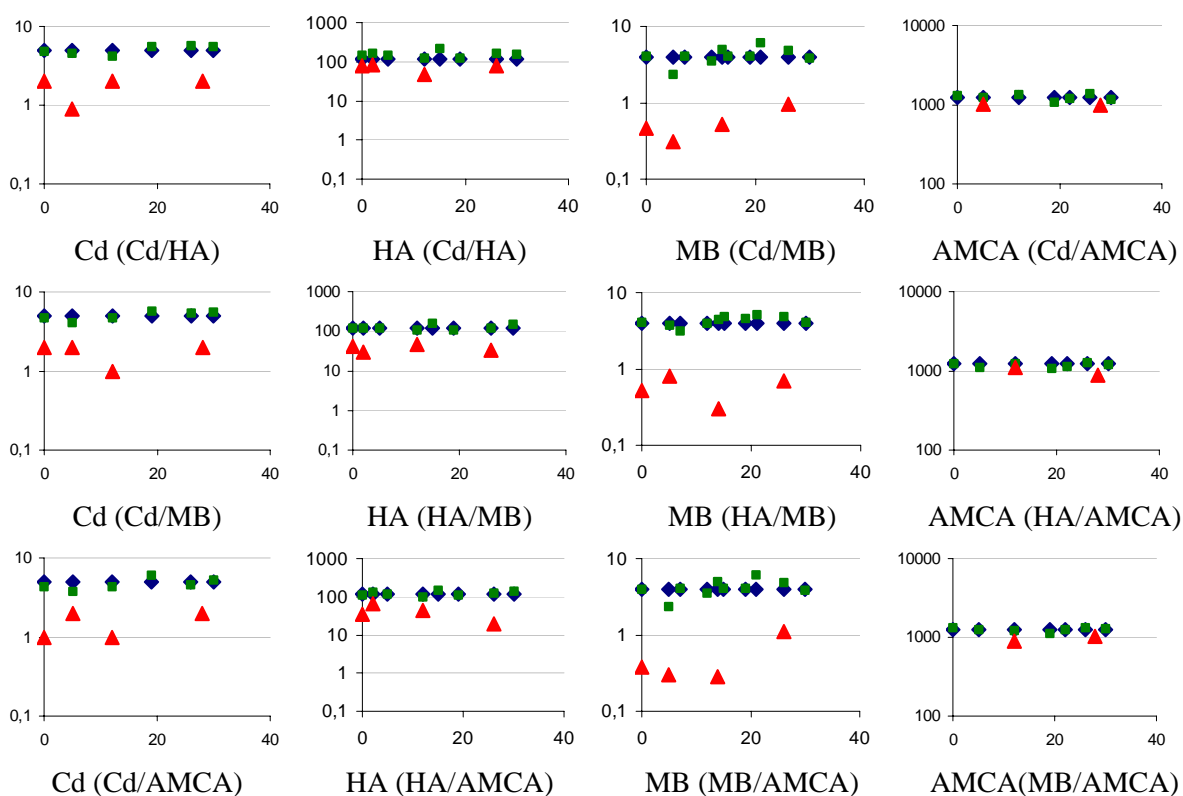 10
1
0,1
0 20 40
Cd (Cd/HA)
1000
100
10
1
0,1
0 20 40
HA (Cd/HA)
10
1
0,1
0 20 40
MB (Cd/MB)
10000
1000
100
0 20 40
AMCA (Cd/AMCA)
10
1
0,1
0 20 40
Cd (Cd/MB)
1000
100
10
1
0,1
0 20 40
HA (HA/MB)
10
1
0,1
0 20 40
MB (HA/MB)
10000
1000
100
0 20 40
AMCA (HA/AMCA)
10
1
0,1
0 20 40
Cd (Cd/AMCA)
1000
100
10
1
0,1
0 20 40
HA (HA/AMCA)
10
1
0,1
0 20 40
MB (MB/AMCA)
10000
1000
100
0 20 40
AMCA(MB/AMCA)